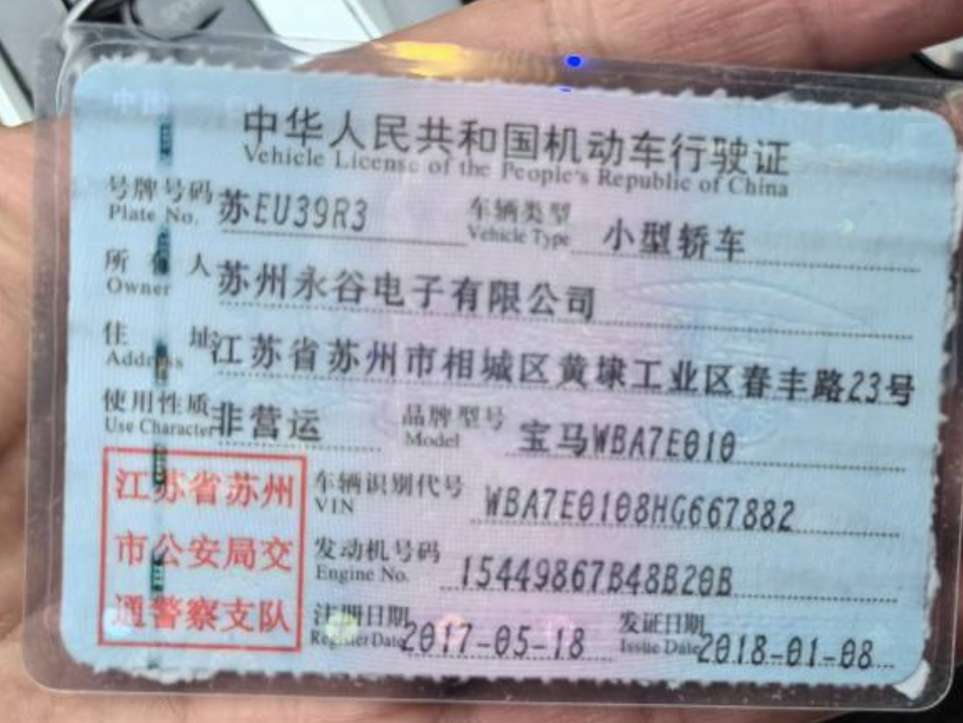 中华人民共和国机动车行驶证
Vehicle License of the People's Republic of China
号牌号码 苏EU39R3 车辆类型 小型轿车
Plate No. Vehicle Type
所有人 苏州永谷电子有限公司
Owner
住址 江苏省苏州市相城区黄埭工业区春丰路23号
Address
使用性质 非营运 品牌型号 宝马WBA7E010
Use Character Model
江苏省苏州
市公安局交
通警察支队
车辆识别代号 WBA7E0108HG667882
VIN
发动机号码 15449867B48B20B
Engine No.
注册日期 2017-05-18 发证日期 2018-01-08
Register Date Issue Date